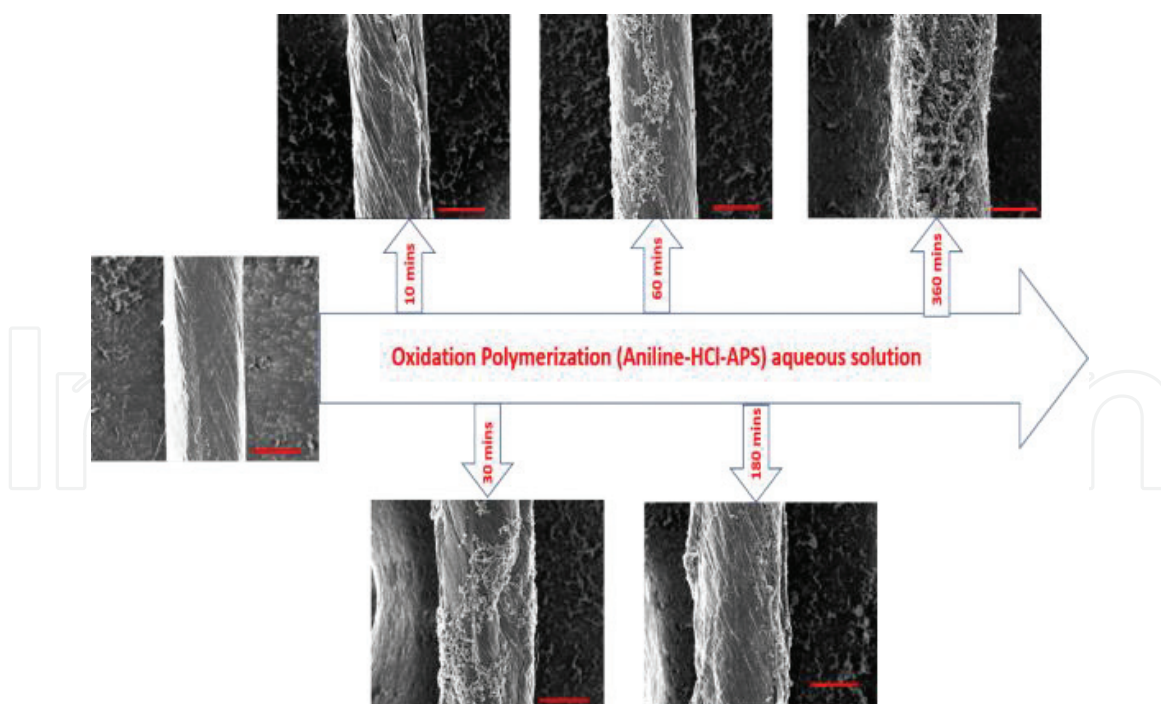 10 mins
60 mins
360 mins
Oxidation Polymerization (Aniline-HCl-APS) aqueous solution
30 mins
180 mins